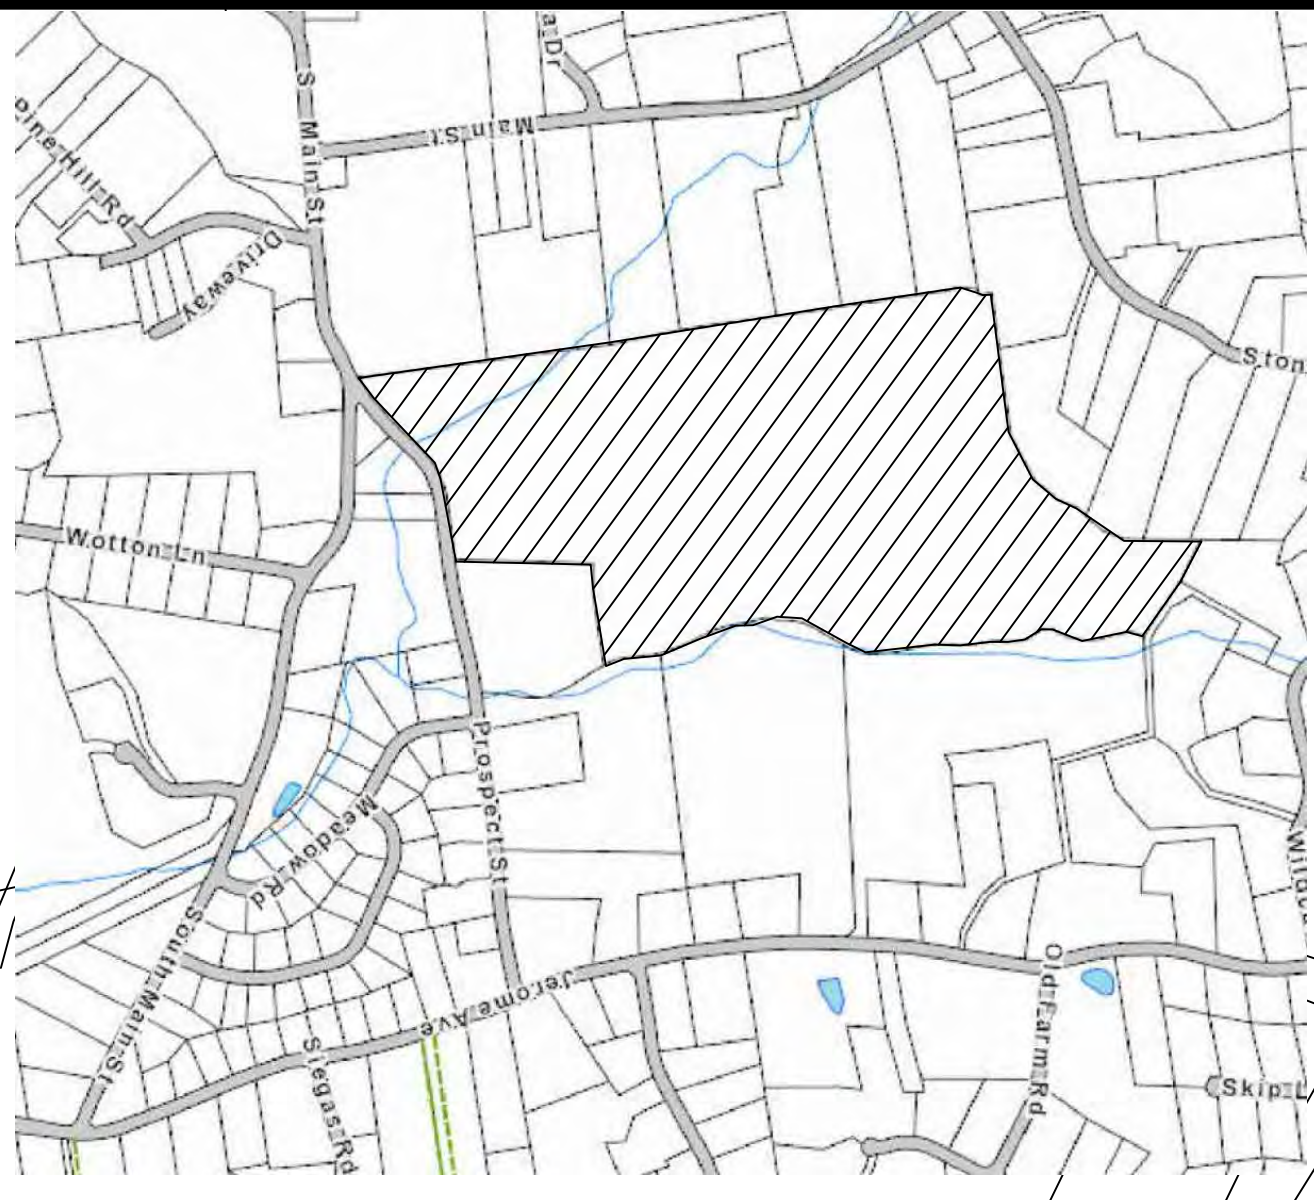 a Dr
S Main St
Main St
Pine Hill Rd
Driveway
Ston
Wotton Ln
Prospect St
Meadow Rd
South Main St
Jerome Ave
Old Farm Rd
Siegas Rd
Skip L